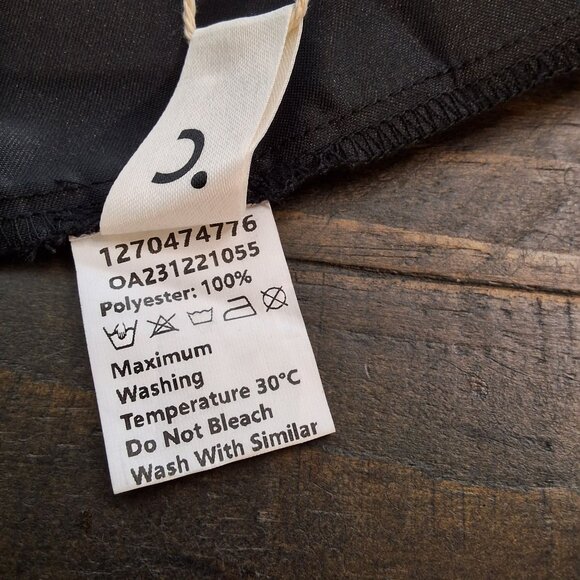 1270474776
OA231221055
Polyester: 100%
Maximum
Washing
Temperature 30°C
Do Not Bleach
Wash With Similar